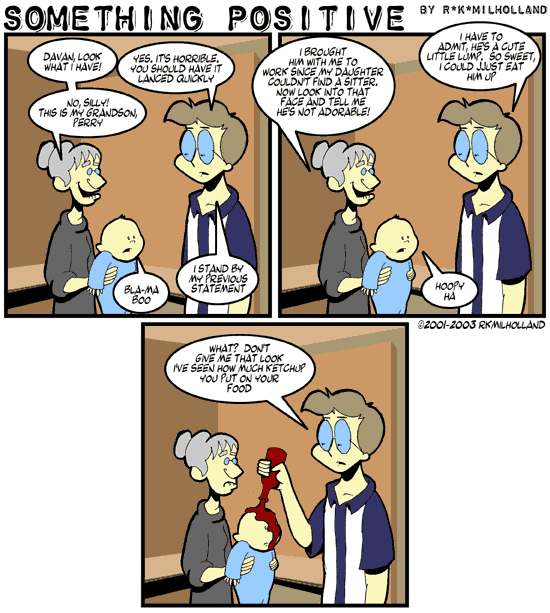 SOMETHING POSITIVE BY R*K*MILHOLLAND
DAVAN, LOOK
WHAT I HAVE!
YES. IT'S HORRIBLE.
YOU SHOULD HAVE IT
LANCED QUICKLY
NO, SILLY!
THIS IS MY GRANDSON,
PERRY
BLA-MA
BOO
I STAND BY
MY PREVIOUS
STATEMENT
I BROUGHT
HIM WITH ME TO
WORK SINCE MY DAUGHTER
COULDN'T FIND A SITTER.
NOW LOOK INTO THAT
FACE AND TELL ME
HE'S NOT ADORABLE!
I HAVE TO
ADMIT, HE'S A CUTE
LITTLE LUMP. SO SWEET,
I COULD JJUST EAT
HIM UP
HOOPY
HA
©2001-2003 RKMILHOLLAND
WHAT? DON'T
GIVE ME THAT LOOK
I'VE SEEN HOW MUCH KETCHUP
YOU PUT ON YOUR
FOOD